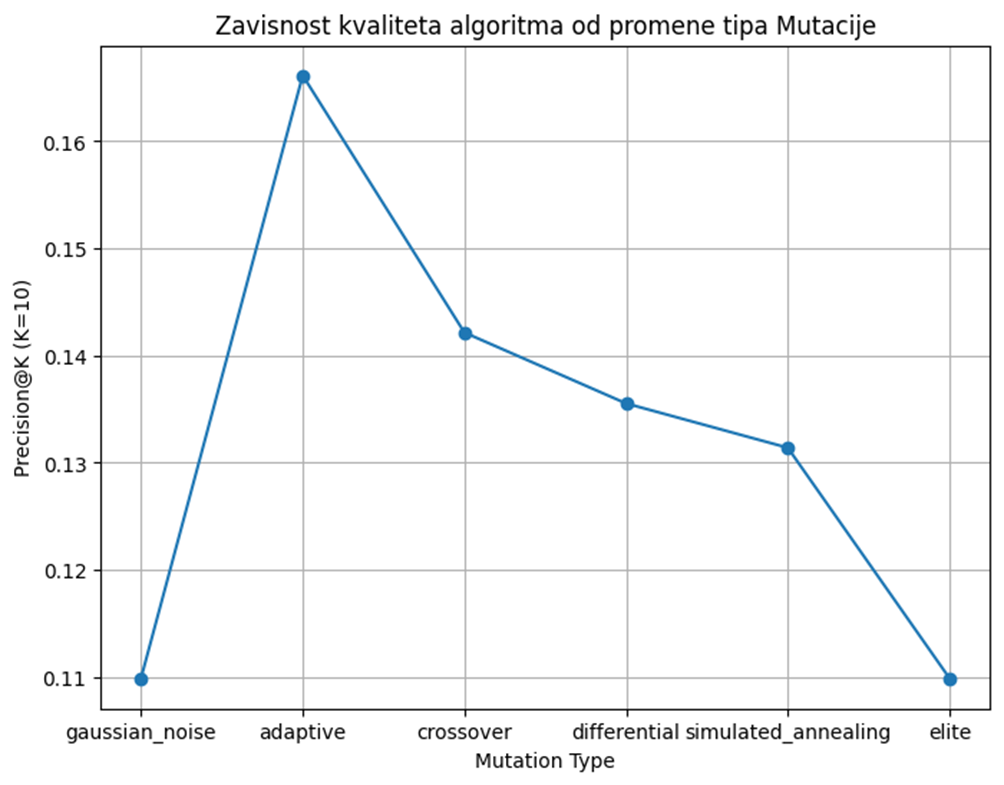 Zavisnost kvaliteta algoritma od promene tipa Mutacije
Precision@K (K=10)
0.16
0.15
0.14
0.13
0.12
0.11
gaussian_noise
adaptive
crossover
differential
simulated_annealing
elite
Mutation Type